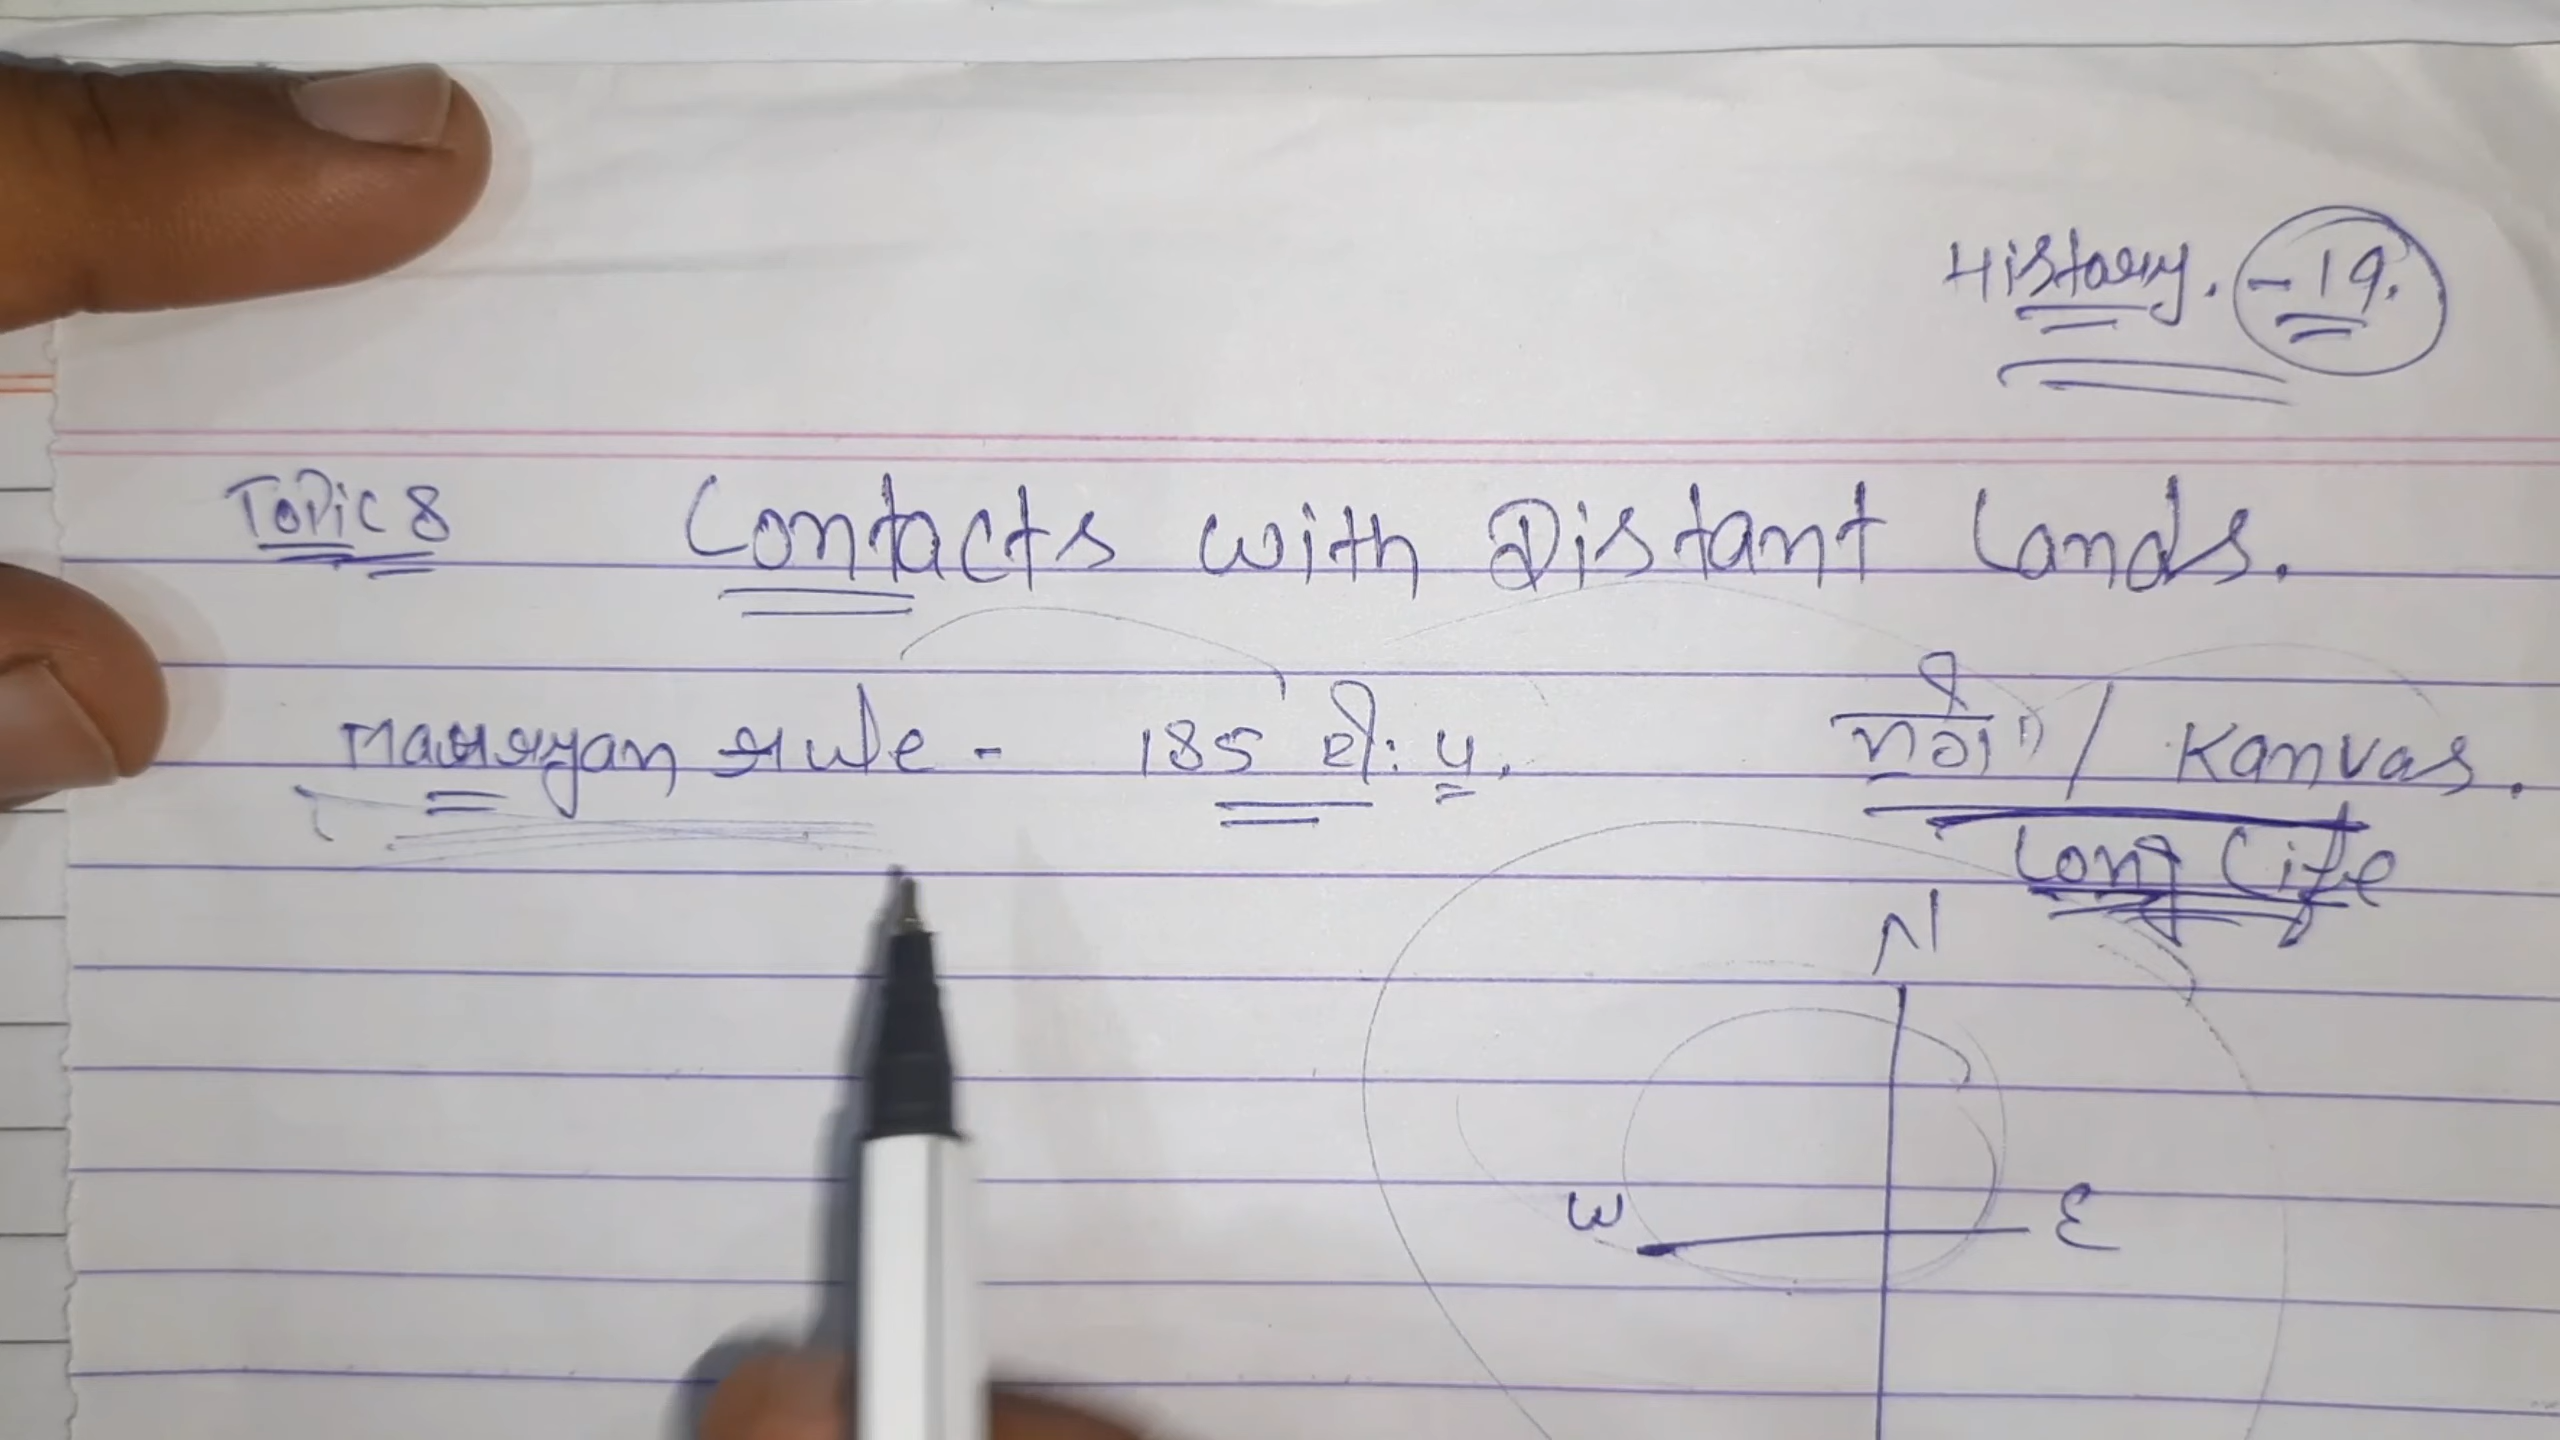 History. -19.
Topic 8 Contacts with Distant Lands.
Mauryan rule - 185 ਈ: ਪੂ. / Kanvas.
Long Life
N
W E